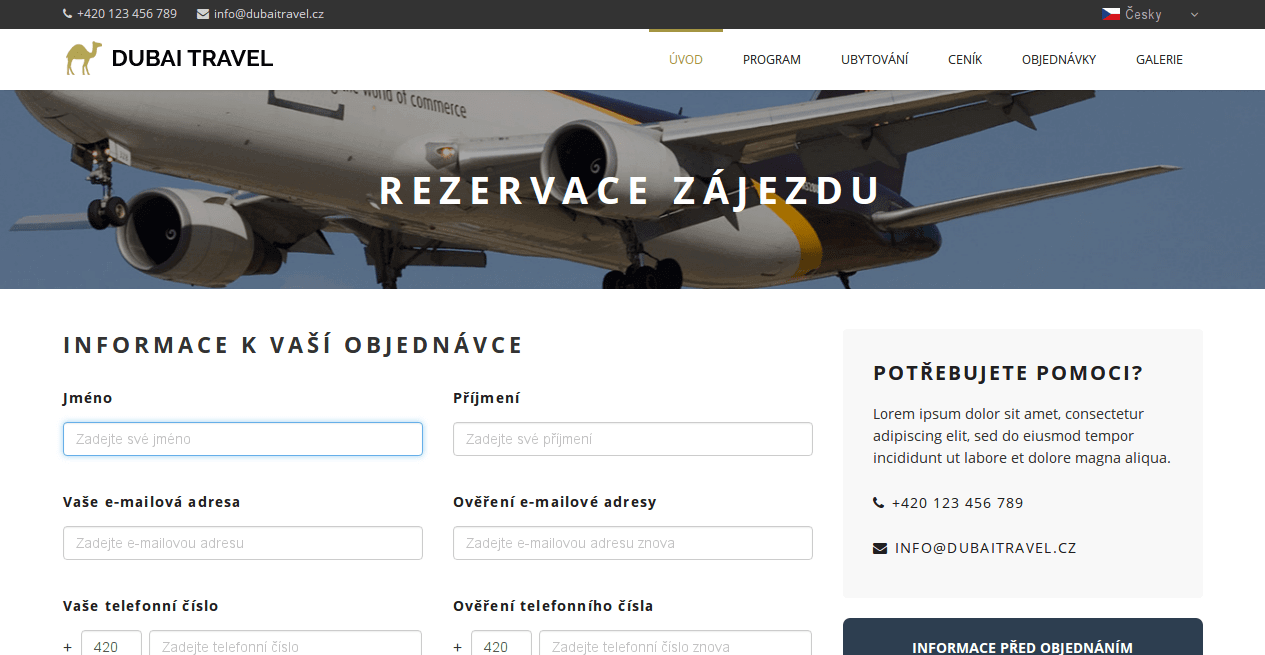 +420 123 456 789 info@dubaitravel.cz Česky
DUBAI TRAVEL ÚVOD PROGRAM UBYTOVÁNÍ CENÍK OBJEDNÁVKY GALERIE
the world of commerce
REZERVACE ZÁJEZDU
INFORMACE K VAŠÍ OBJEDNÁVCE
Jméno Příjmení
Zadejte své jméno Zadejte své příjmení
Vaše e-mailová adresa Ověření e-mailové adresy
Zadejte e-mailovou adresu Zadejte e-mailovou adresu znova
Vaše telefonní číslo Ověření telefonního čísla
+ 420 Zadejte telefonní číslo + 420 Zadejte telefonní číslo znova
POTŘEBUJETE POMOCI?
Lorem ipsum dolor sit amet, consectetur
adipiscing elit, sed do eiusmod tempor
incididunt ut labore et dolore magna aliqua.
+420 123 456 789
INFO@DUBAITRAVEL.CZ
INFORMACE PŘED OBJEDNÁNÍM